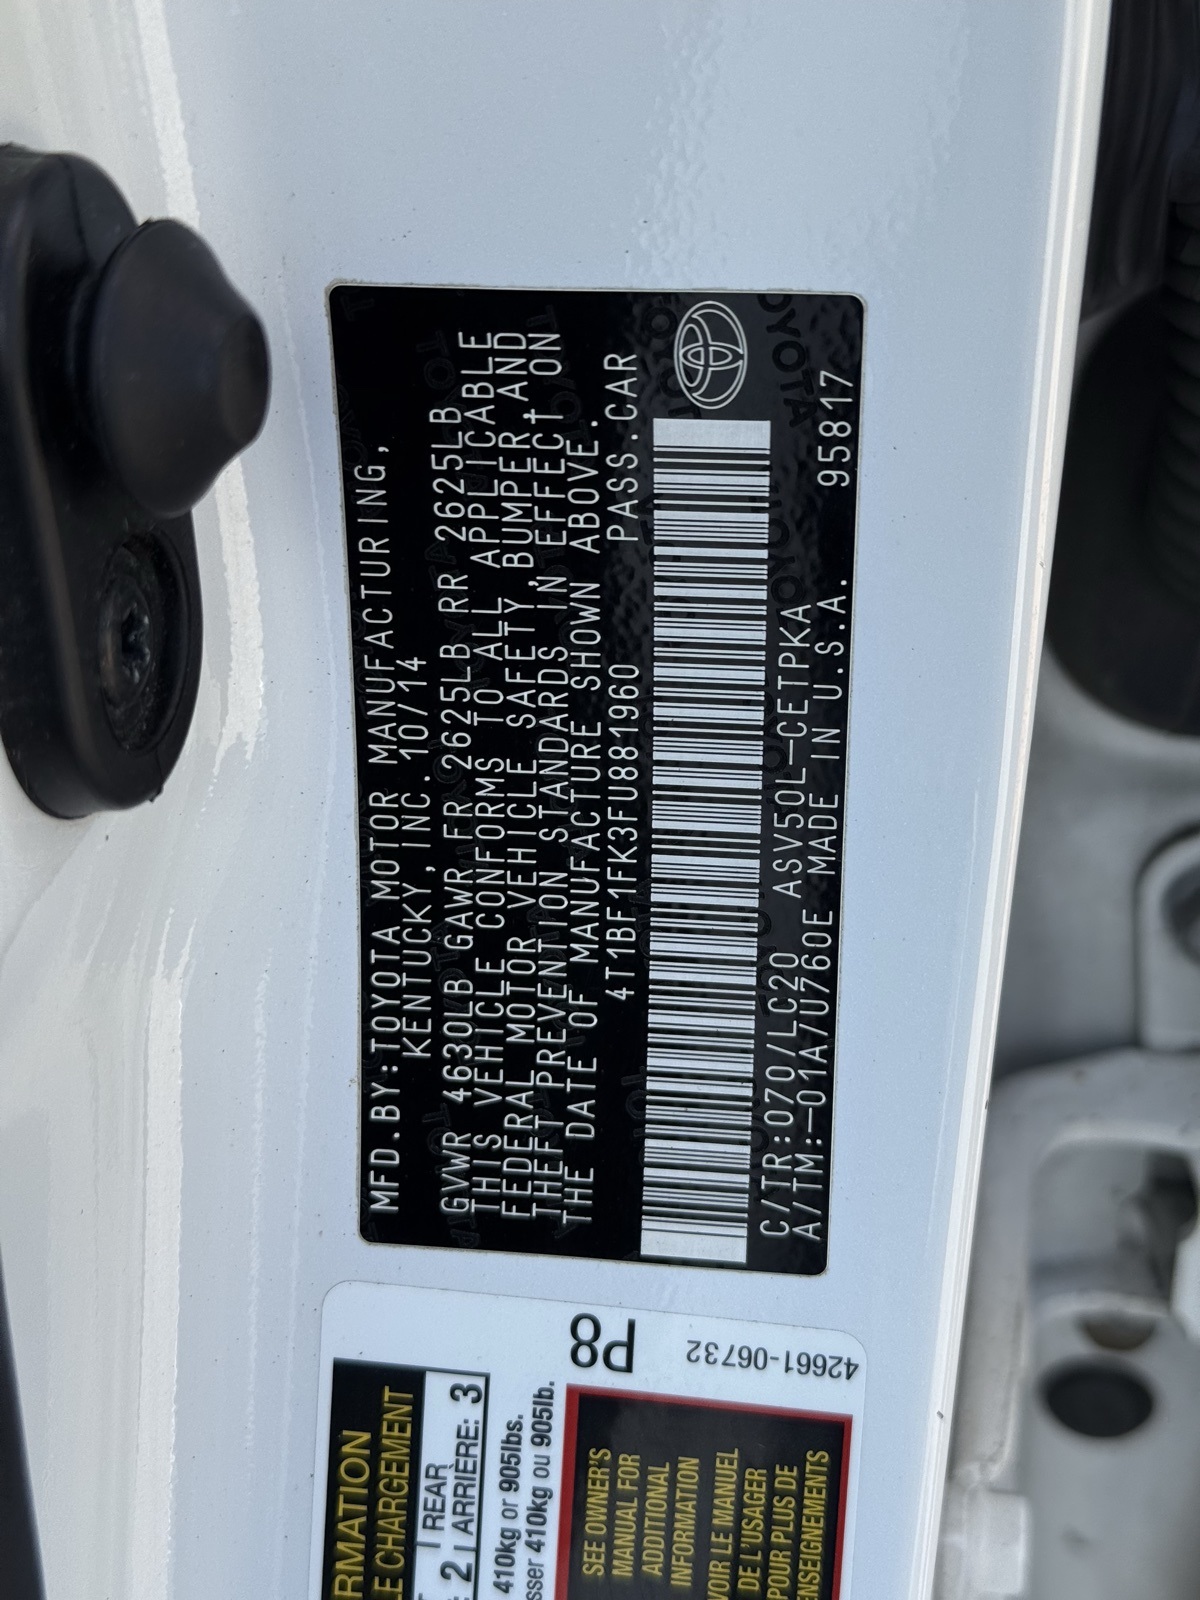 MFD.BY:TOYOTA MOTOR MANUFACTURING,
KENTUCKY,INC. 10/14
GVWR 4630LB GAWR FR 2625LB RR 2625LB
THIS VEHICLE CONFORMS TO ALL APPLICABLE
FEDERAL MOTOR VEHICLE SAFETY,BUMPER,AND
THEFT PREVENTION STANDARDS IN EFFECT ON
THE DATE OF MANUFACTURE SHOWN ABOVE.
4T1BF1FK3FU881960 PASS.CAR
C/TR:070/LC20 ASV50L-CETPKA
A/TM:-01A/U760E MADE IN U.S.A. 95817
TOYOTA
P8
42661-06732
RMATION
E CHARGEMENT
REAR
2 ARRIÈRE: 3
410kg or 905lbs.
sser 410kg ou 905lb.
SEE OWNER'S
MANUAL FOR
ADDITIONAL
INFORMATION
VOIR LE MANUEL
DE L'USAGER
POUR PLUS DE
ENSEIGNEMENTS